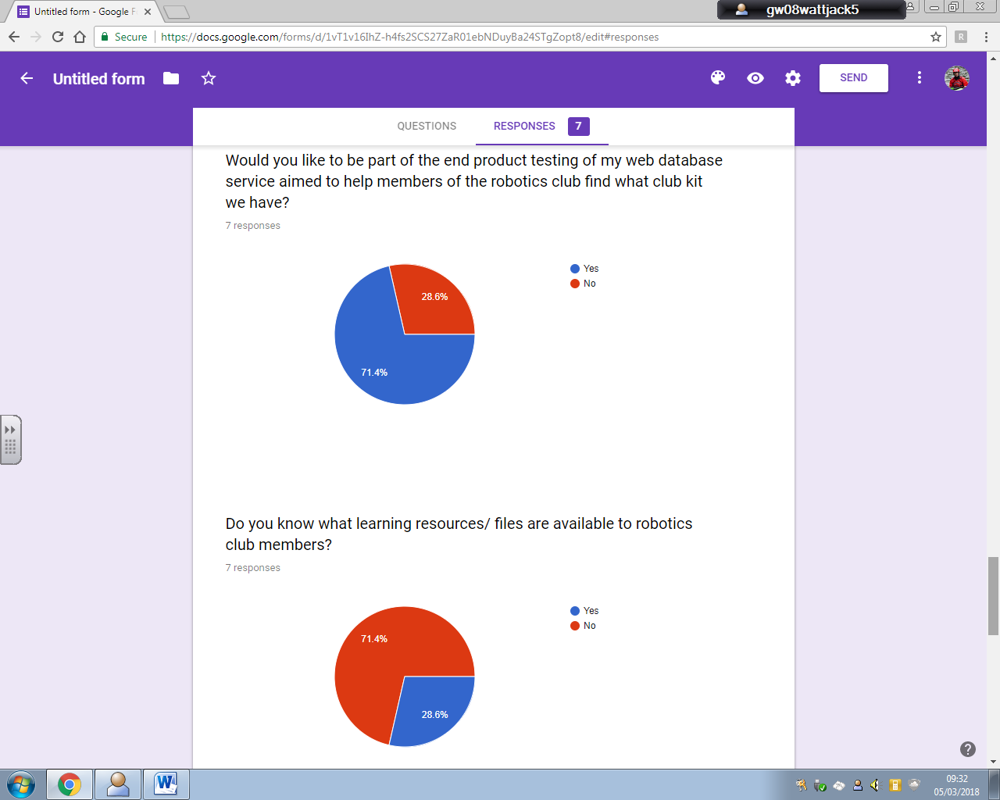 Untitled form - Google F
gw08wattjack5
Secure
https://docs.google.com/forms/d/1vT1v16IhZ-h4fs2SCS27ZaR01ebNDuyBa24STgZopt8/edit#responses
R
Untitled form
SEND
QUESTIONS
RESPONSES
7
Would you like to be part of the end product testing of my web database
service aimed to help members of the robotics club find what club kit
we have?
7 responses
Yes
No
28.6%
71.4%
Do you know what learning resources/ files are available to robotics
club members?
7 responses
Yes
No
71.4%
28.6%
?
W
09:32
05/03/2018